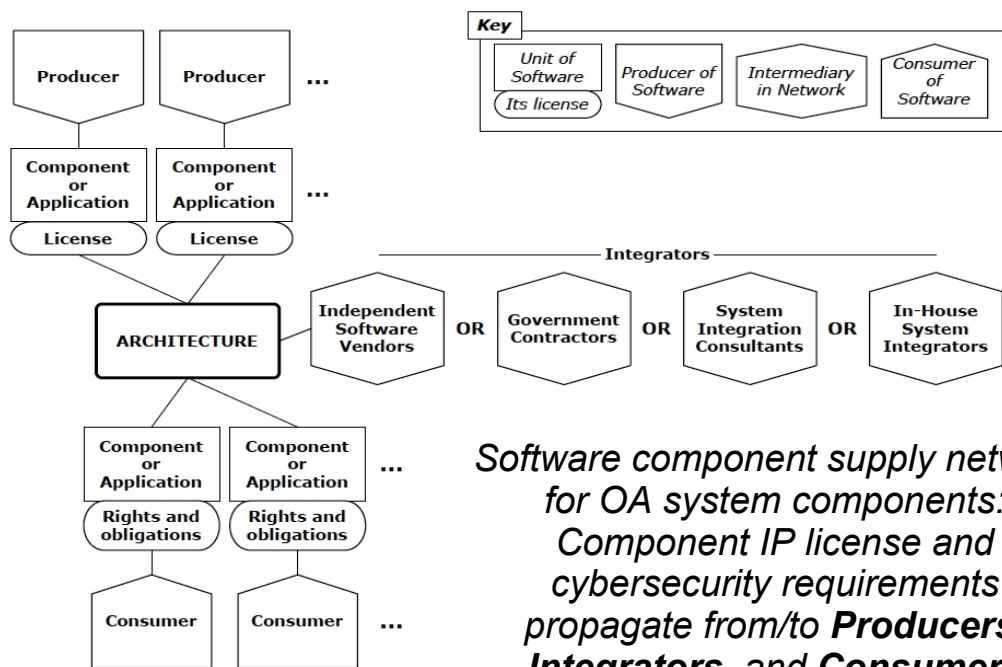 Key
Unit of
Software
Its license
Producer of
Software
Intermediary
in Network
Consumer
of
Software
Producer
Producer
...
Component
or
Application
License
Component
or
Application
License
...
Integrators
ARCHITECTURE
Independent
Software
Vendors
OR
Government
Contractors
OR
System
Integration
Consultants
OR
In-House
System
Integrators
Component
or
Application
Rights and
obligations
Component
or
Application
Rights and
obligations
...
Consumer
Consumer
...
Software component supply
for OA system components:
Component IP license and
cybersecurity requirements
propagate from/to Producers
Integrators, and